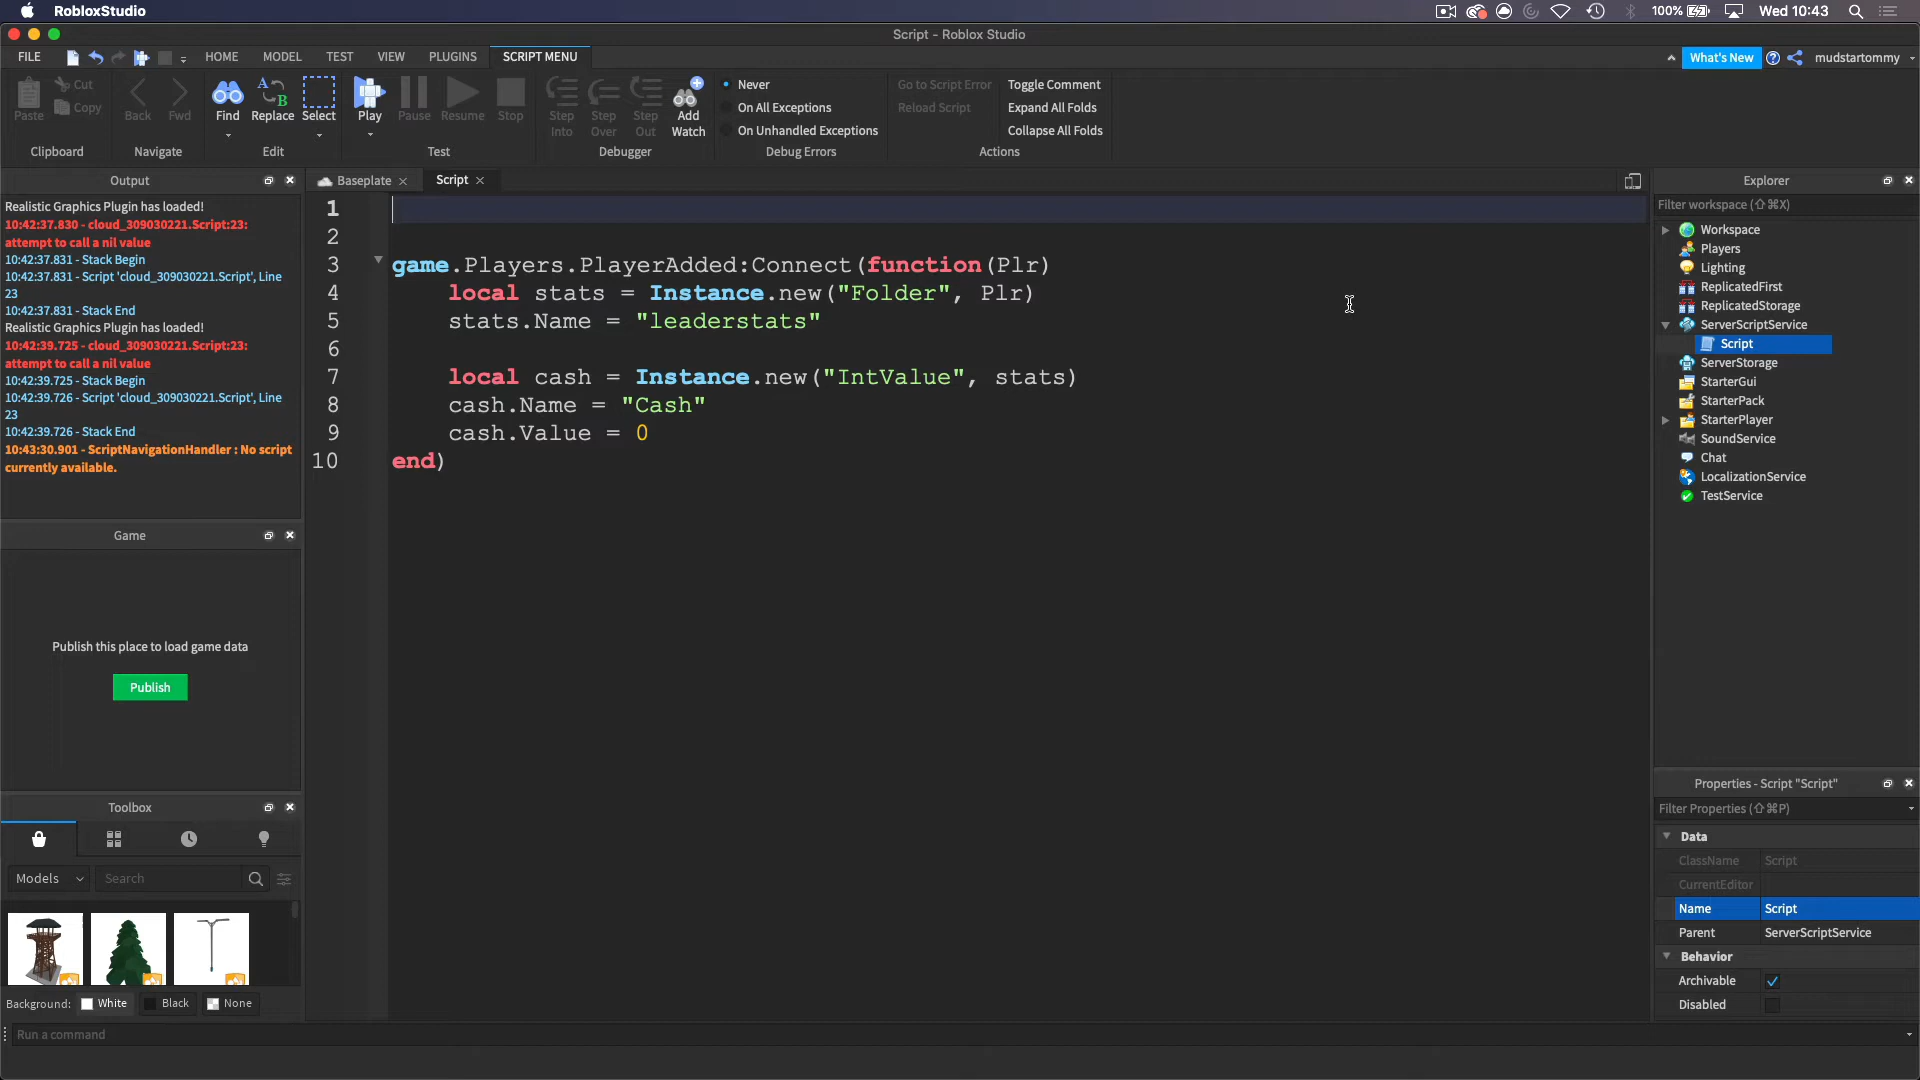 RobloxStudio
100%
Wed 10:43
Script - Roblox Studio
FILE
HOME
MODEL
TEST
VIEW
PLUGINS
SCRIPT MENU
What's New
mudstartommy
Paste
Cut
Copy
Back
Fwd
Find
Replace
Select
Play
Pause
Resume
Stop
Step Into
Step Over
Step Out
Add Watch
Never
On All Exceptions
On Unhandled Exceptions
Go to Script Error
Reload Script
Toggle Comment
Expand All Folds
Collapse All Folds
Clipboard
Navigate
Edit
Test
Debugger
Debug Errors
Actions
Output
Realistic Graphics Plugin has loaded!
10:42:37.830 - cloud_309030221.Script:23:
attempt to call a nil value
10:42:37.831 - Stack Begin
10:42:37.831 - Script 'cloud_309030221.Script', Line
23
10:42:37.831 - Stack End
Realistic Graphics Plugin has loaded!
10:42:39.725 - cloud_309030221.Script:23:
attempt to call a nil value
10:42:39.725 - Stack Begin
10:42:39.726 - Script 'cloud_309030221.Script', Line
23
10:42:39.726 - Stack End
10:43:30.901 - ScriptNavigationHandler : No script
currently available.
Game
Publish this place to load game data
Publish
Toolbox
Models
Search
Background:
White
Black
None
Run a command
Baseplate
Script
1
2
3 game.Players.PlayerAdded:Connect(function(Plr)
4 local stats = Instance.new("Folder", Plr)
5 stats.Name = "leaderstats"
6
7 local cash = Instance.new("IntValue", stats)
8 cash.Name = "Cash"
9 cash.Value = 0
10 end)
Explorer
Filter workspace (⇧⌘X)
Workspace
Players
Lighting
ReplicatedFirst
ReplicatedStorage
ServerScriptService
Script
ServerStorage
StarterGui
StarterPack
StarterPlayer
SoundService
Chat
LocalizationService
TestService
Properties - Script "Script"
Filter Properties (⇧⌘P)
Data
ClassName Script
CurrentEditor
Name Script
Parent ServerScriptService
Behavior
Archivable
Disabled